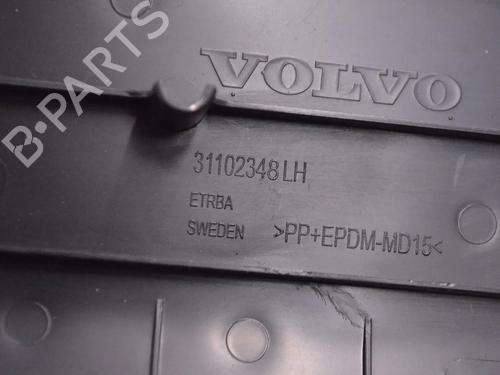 B-PARTS
VOLVO
31102348 LH
ETRBA
SWEDEN >PP+EPDM-MD15<